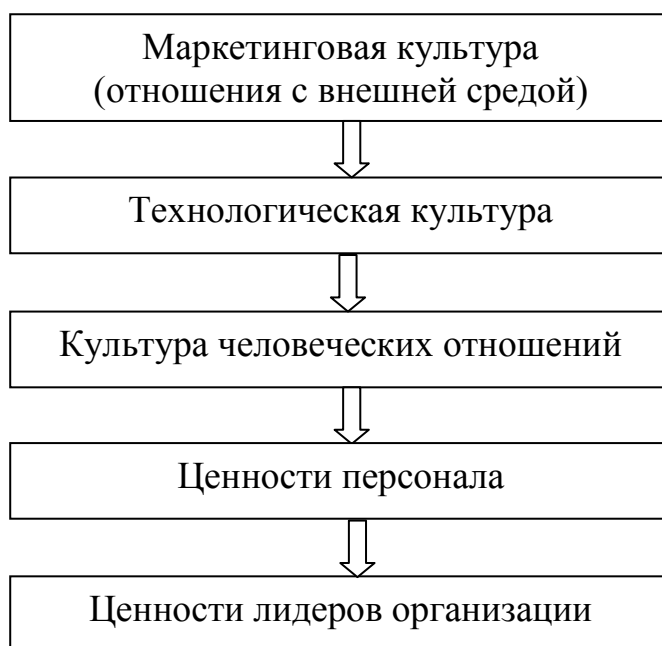 Маркетинговая культура
(отношения с внешней средой)
Технологическая культура
Культура человеческих отношений
Ценности персонала
Ценности лидеров организации